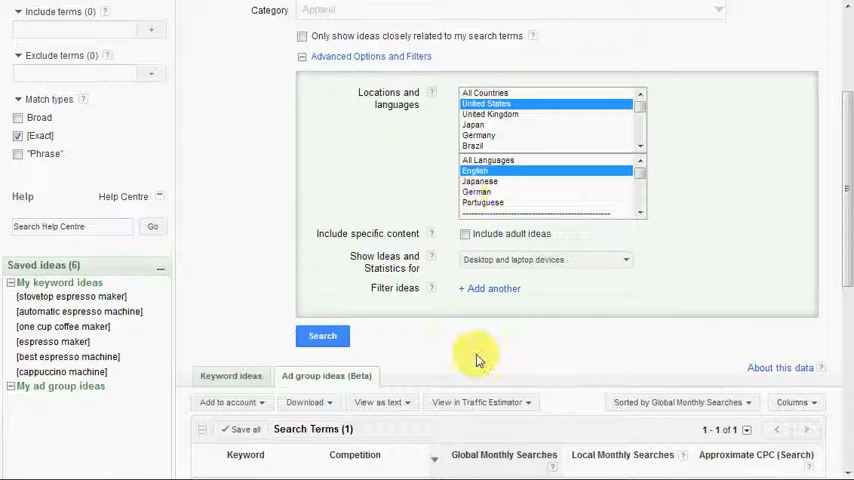 Include terms (0) ?
+
Exclude terms (0) ?
+
Match types ?
Broad
[Exact]
"Phrase"
Help Help Centre
Search Help Centre Go
Saved ideas (6)
My keyword ideas
[stovetop espresso maker]
[automatic espresso machine]
[one cup coffee maker]
[espresso maker]
[best espresso machine]
[cappuccino machine]
My ad group ideas
Category Apparel
Only show ideas closely related to my search terms ?
Advanced Options and Filters
Locations and languages ?
All Countries
United States
United Kingdom
Japan
Germany
Brazil
All Languages
English
Japanese
German
Portuguese
--------------------------------------------------
Include specific content ? Include adult ideas
Show Ideas and Statistics for ? Desktop and laptop devices
Filter ideas ? + Add another
Search
Keyword ideas Ad group ideas (Beta) About this data ?
Add to account Download View as text View in Traffic Estimator Sorted by Global Monthly Searches Columns
Save all Search Terms (1) 1 - 1 of 1
Keyword Competition Global Monthly Searches ? Local Monthly Searches ? Approximate CPC (Search) ?